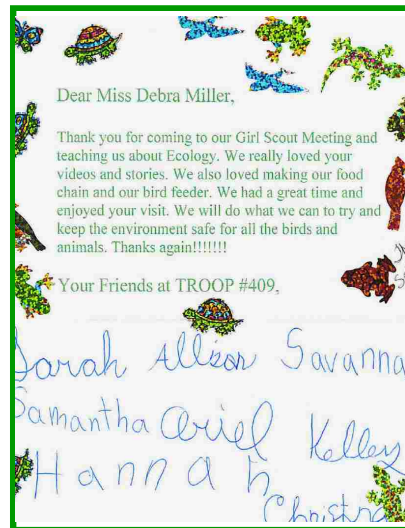 Dear Miss Debra Miller,
Thank you for coming to our Girl Scout Meeting and
teaching us about Ecology. We really loved your
videos and stories. We also loved making our food
chain and our bird feeder. We had a great time and
enjoyed your visit. We will do what we can to try and
keep the environment safe for all the birds and
animals. Thanks again!!!!!!!
Your Friends at TROOP #409,
Sarah Allison Savanna
Samantha Ariel Kelley
Hannah